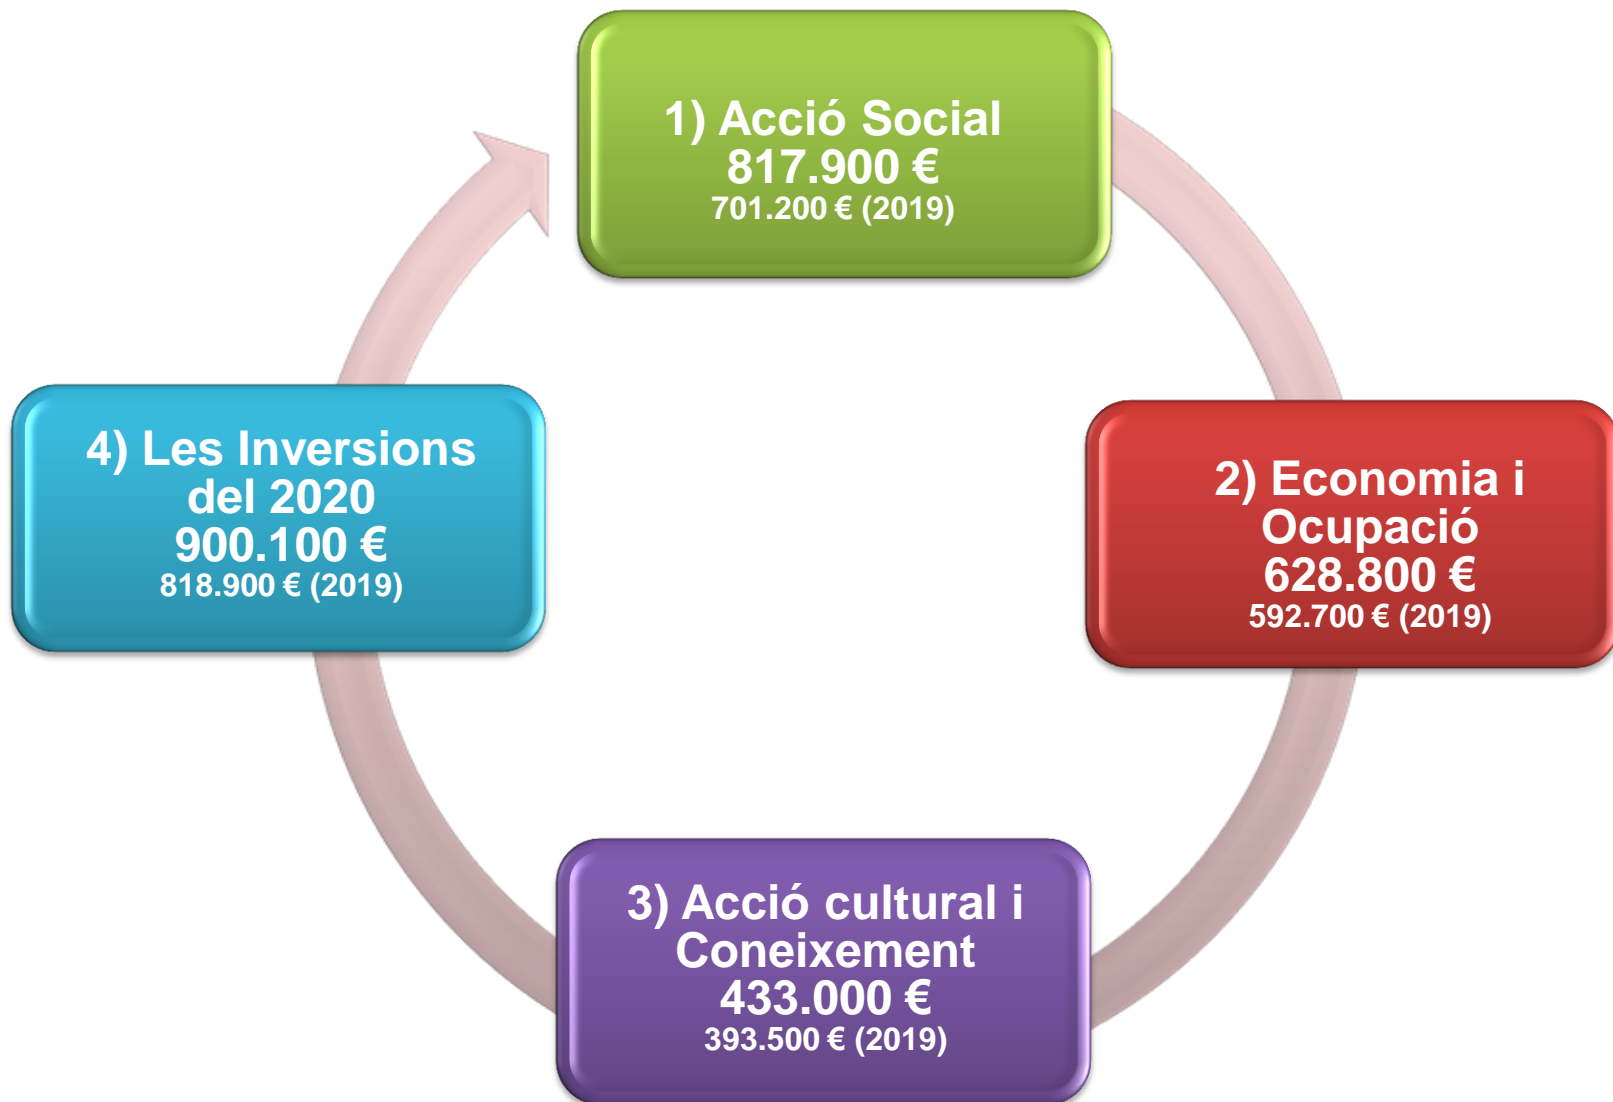 1) Acció Social
817.900 €
701.200 € (2019)
2) Economia i
Ocupació
628.800 €
592.700 € (2019)
3) Acció cultural i
Coneixement
433.000 €
393.500 € (2019)
4) Les Inversions
del 2020
900.100 €
818.900 € (2019)